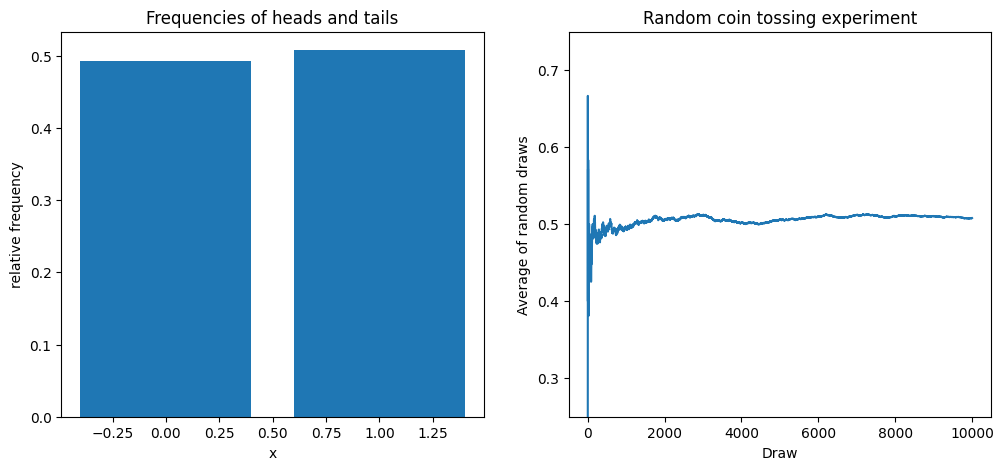 Frequencies of heads and tails
relative frequency
0.5
0.4
0.3
0.2
0.1
0.0
−0.25 0.00 0.25 0.50 0.75 1.00 1.25
x
Random coin tossing experiment
Average of random draws
0.7
0.6
0.5
0.4
0.3
0 2000 4000 6000 8000 10000
Draw